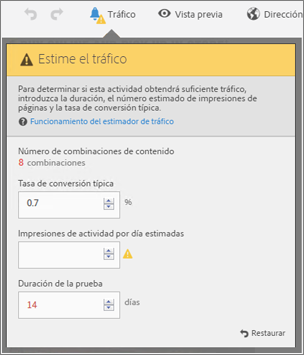 Tráfico
Vista previa
Dirección
Estime el tráfico
Para determinar si esta actividad obtendrá suficiente tráfico,
introduzca la duración, el número estimado de impresiones de
páginas y la tasa de conversión típica.
Funcionamiento del estimador de tráfico
Número de combinaciones de contenido
8 combinaciones
Tasa de conversión típica
0.7 %
Impresiones de actividad por día estimadas
Duración de la prueba
14 días
Restaurar